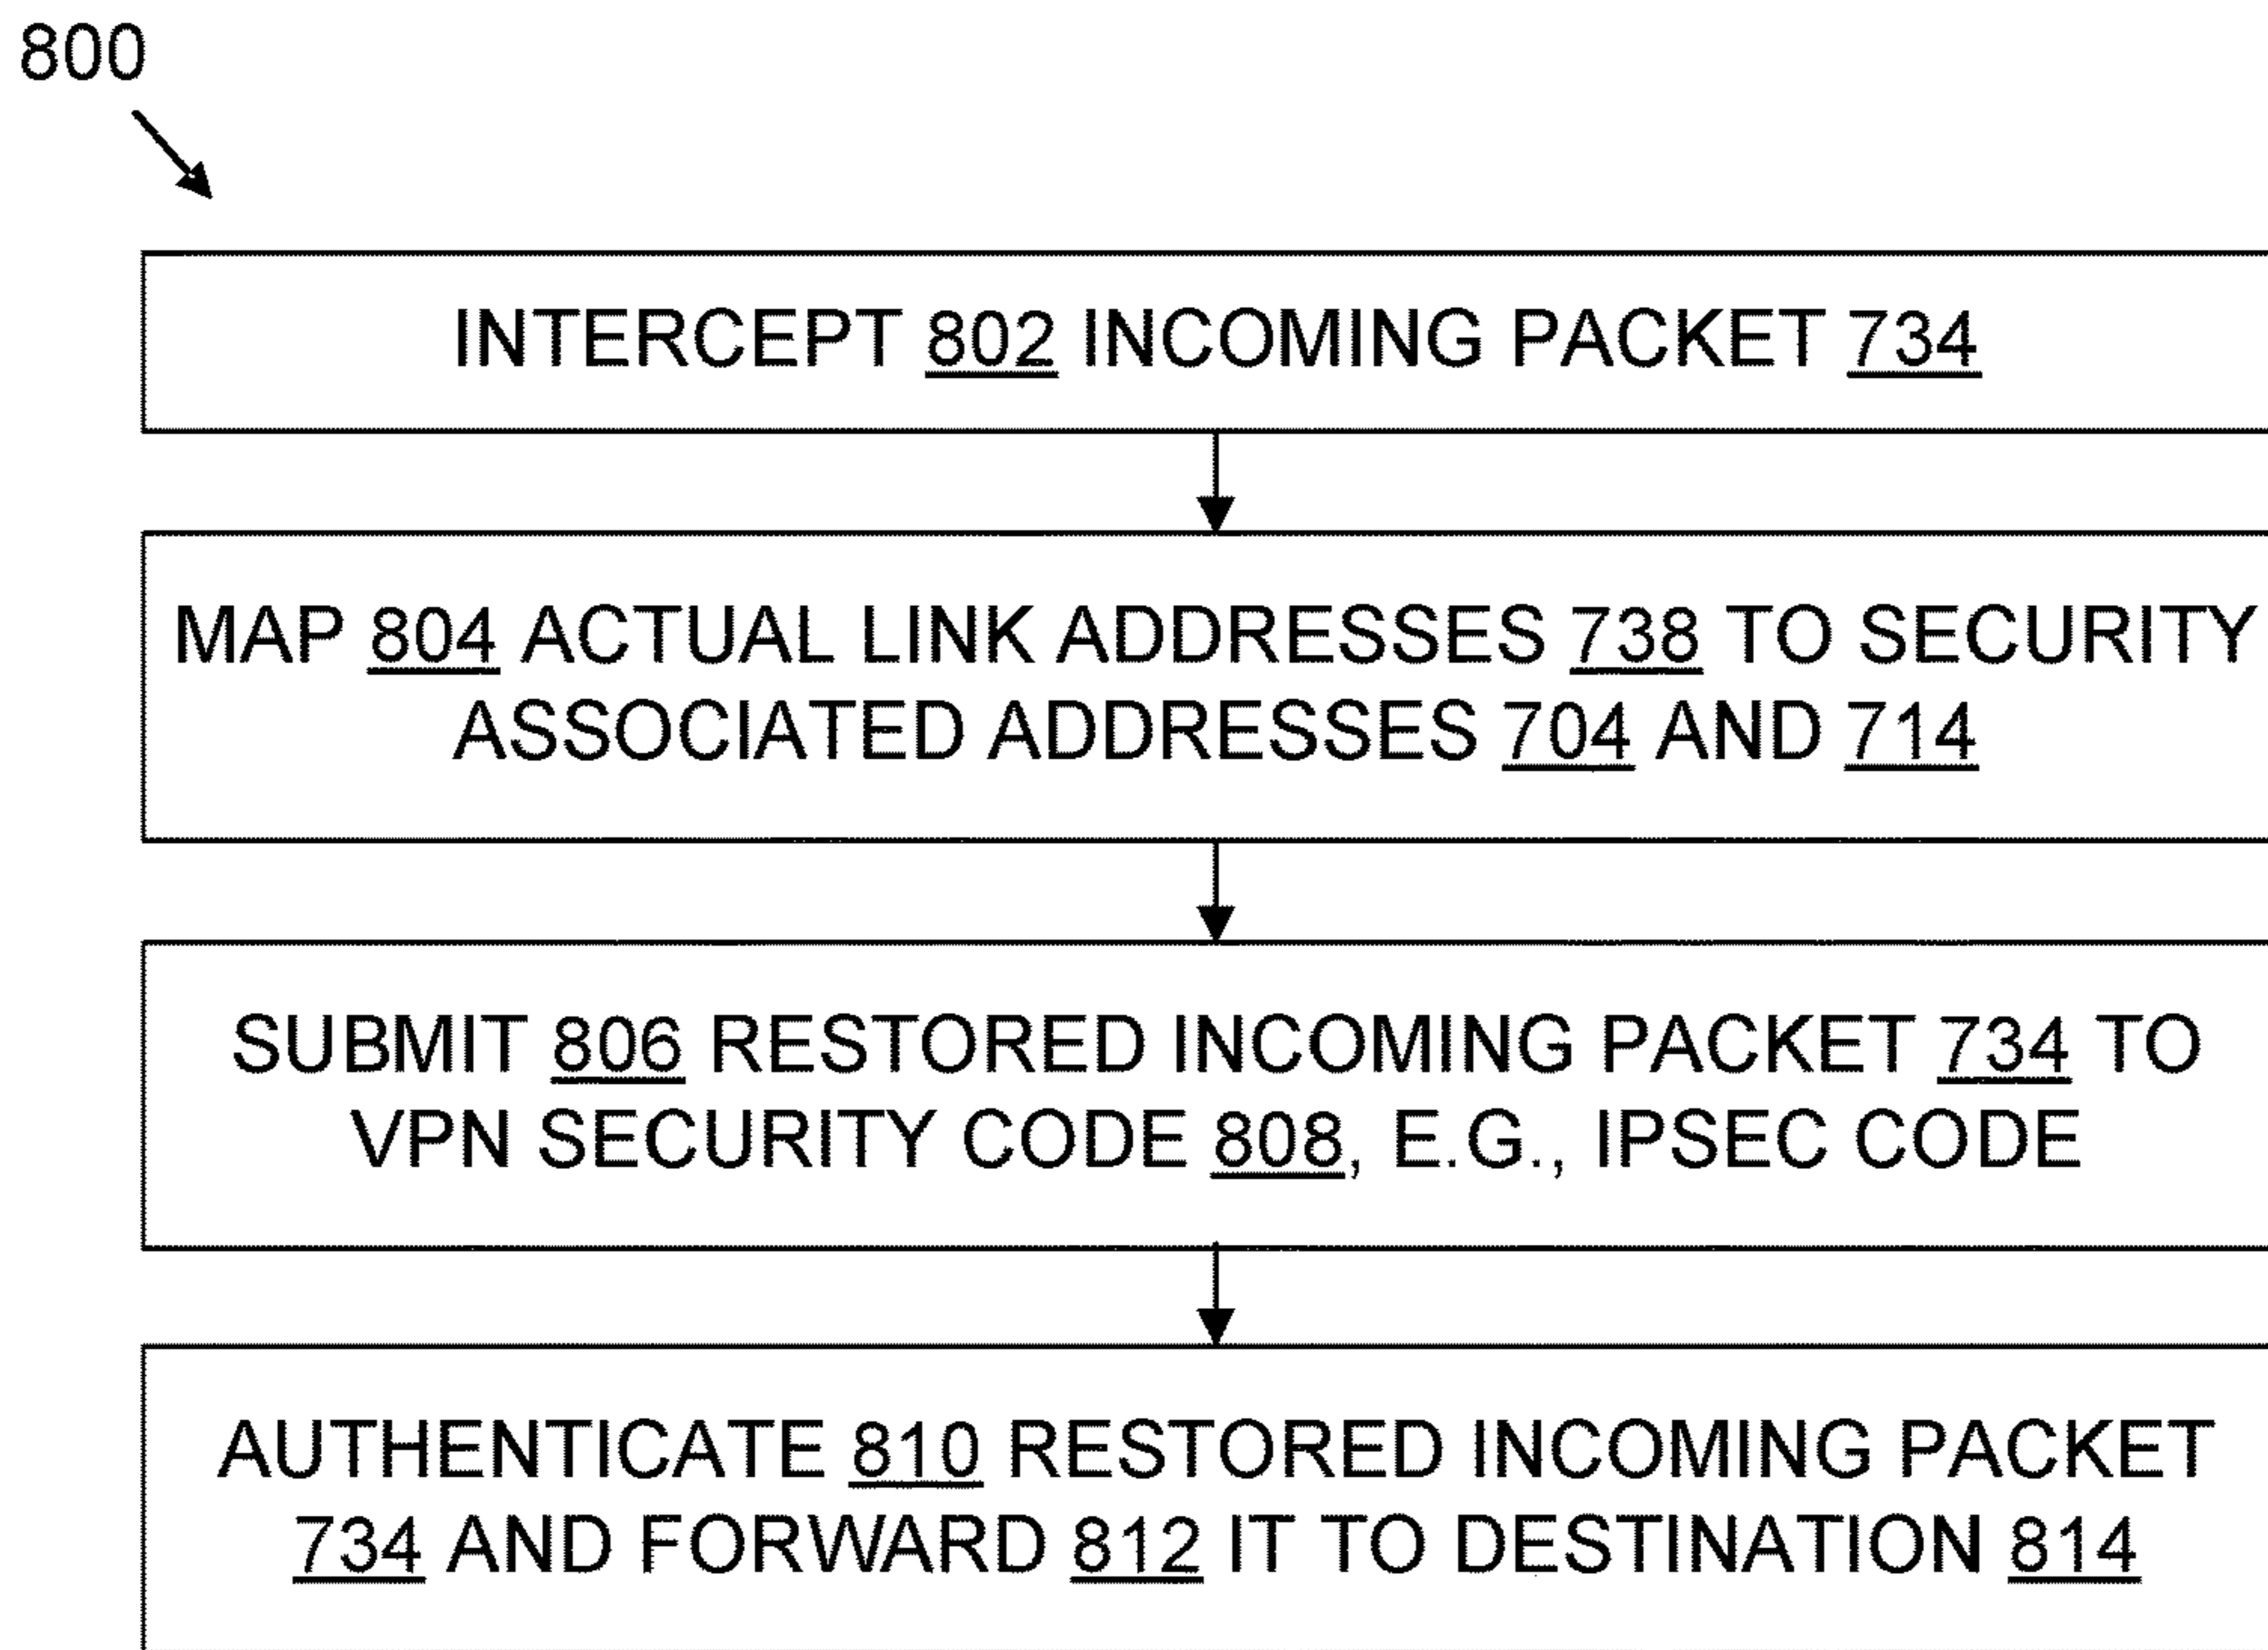 800
INTERCEPT 802 INCOMING PACKET 734
MAP 804 ACTUAL LINK ADDRESSES 738 TO SECURITY
ASSOCIATED ADDRESSES 704 AND 714
SUBMIT 806 RESTORED INCOMING PACKET 734 TO
VPN SECURITY CODE 808, E.G., IPSEC CODE
AUTHENTICATE 810 RESTORED INCOMING PACKET
734 AND FORWARD 812 IT TO DESTINATION 814